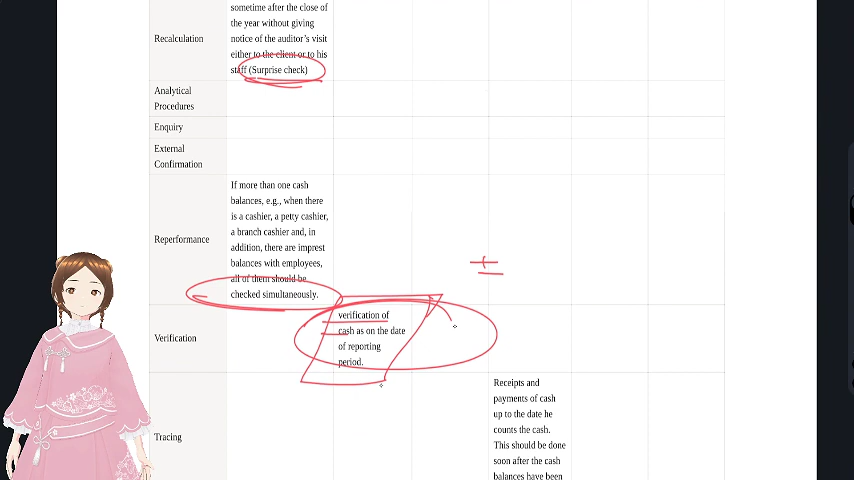 sometime after the close of
the year without giving
notice of the auditor's visit
either to the client or to his
staff (Surprise check)
Recalculation
Analytical
Procedures
Enquiry
External
Confirmation
If more than one cash
balances, e.g., when there
is a cashier, a petty cashier,
a branch cashier and, in
addition, there are imprest
balances with employees,
all of them should be
checked simultaneously.
Reperformance
Verification
verification of
cash as on the date
of reporting
period.
Tracing
Receipts and
payments of cash
up to the date he
counts the cash.
This should be done
soon after the cash
balances have been